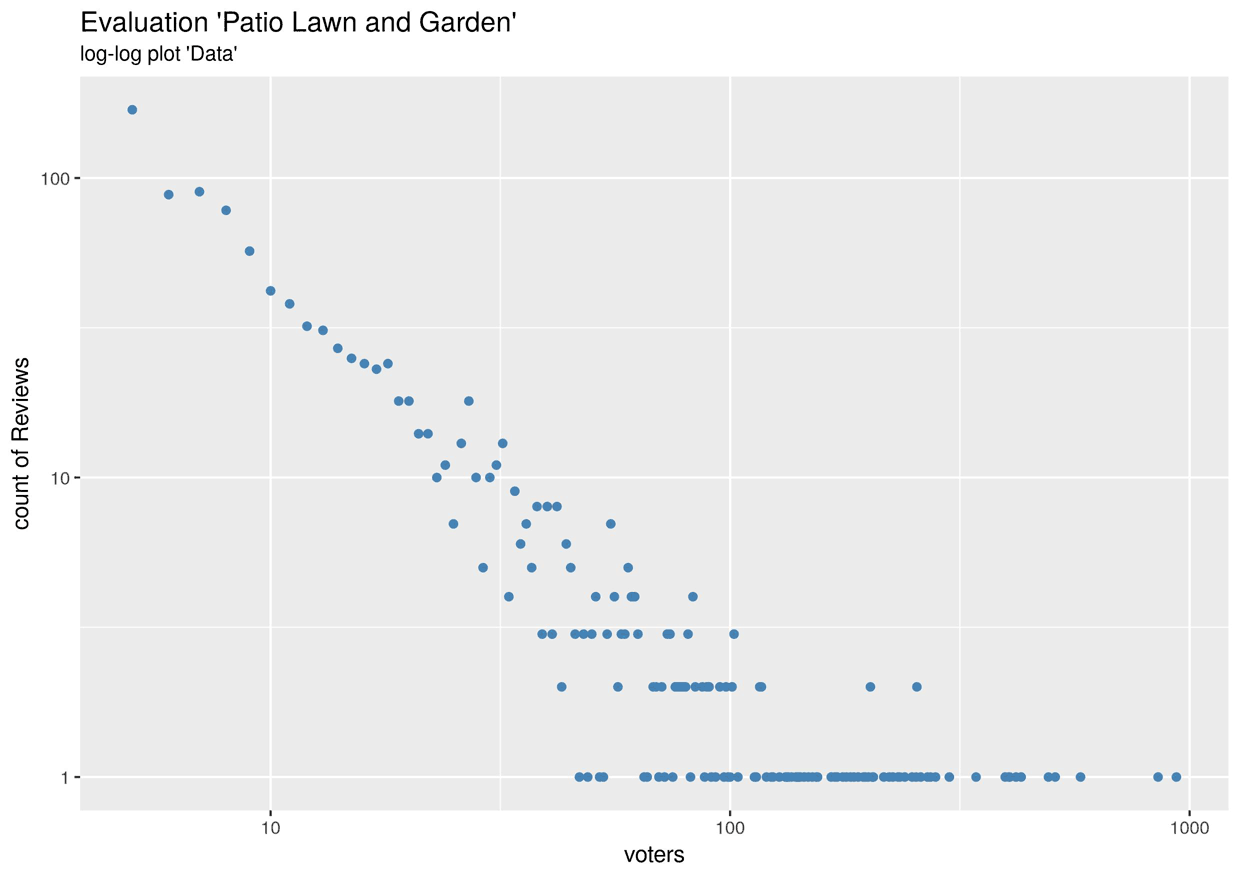 Evaluation 'Patio Lawn and Garden'
log-log plot 'Data'
count of Reviews
100
10
1
10
100
1000
voters